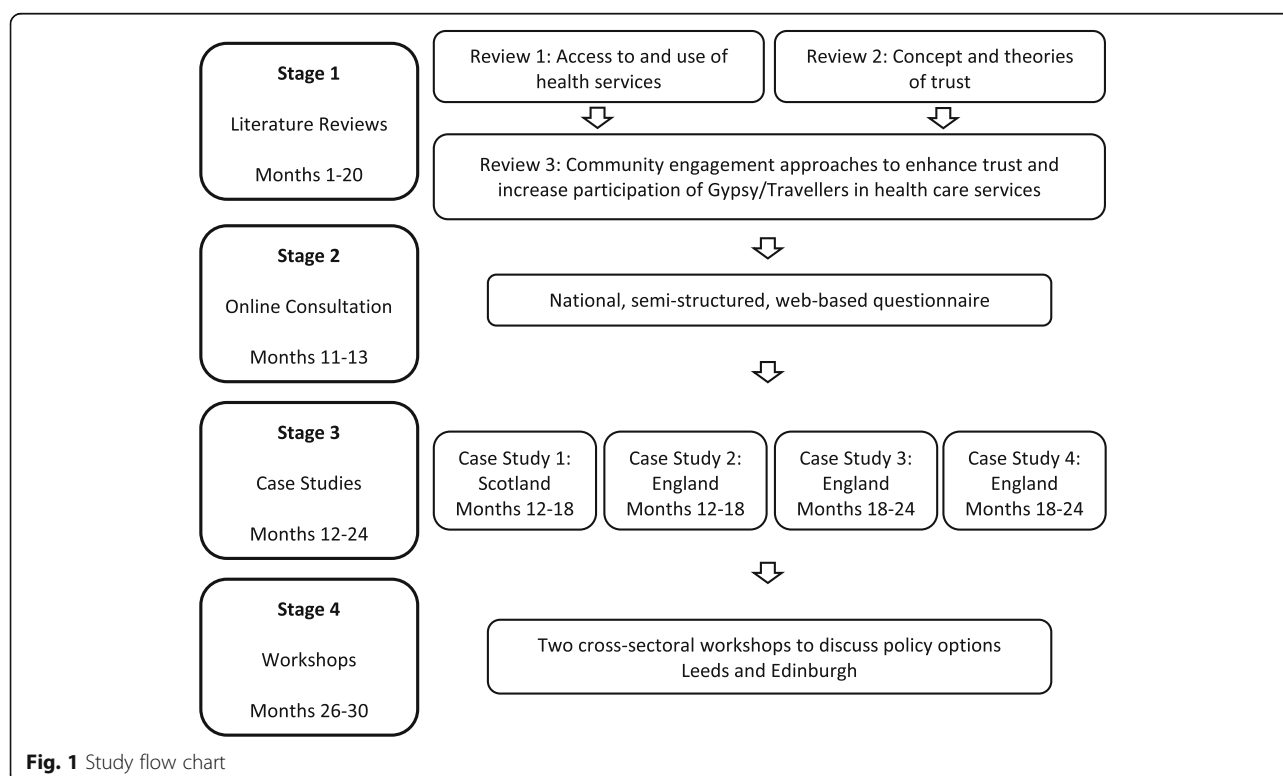 Stage 1
Literature Reviews
Months 1-20
Review 1: Access to and use of
health services
Review 2: Concept and theories
of trust
Review 3: Community engagement approaches to enhance trust and
increase participation of Gypsy/Travellers in health care services
Stage 2
Online Consultation
Months 11-13
National, semi-structured, web-based questionnaire
Stage 3
Case Studies
Months 12-24
Case Study 1:
Scotland
Months 12-18
Case Study 2:
England
Months 12-18
Case Study 3:
England
Months 18-24
Case Study 4:
England
Months 18-24
Stage 4
Workshops
Months 26-30
Two cross-sectoral workshops to discuss policy options
Leeds and Edinburgh
Fig. 1 Study flow chart